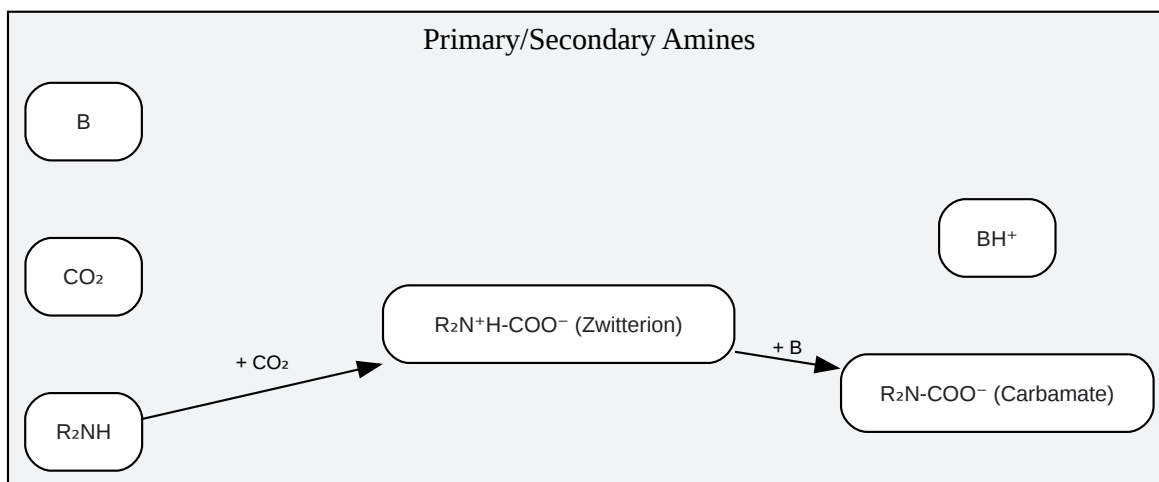 Primary/Secondary Amines
B
CO₂
BH⁺
R₂N⁺H-COO⁻ (Zwitterion)
+ B
+ CO₂
R₂N-COO⁻ (Carbamate)
R₂NH